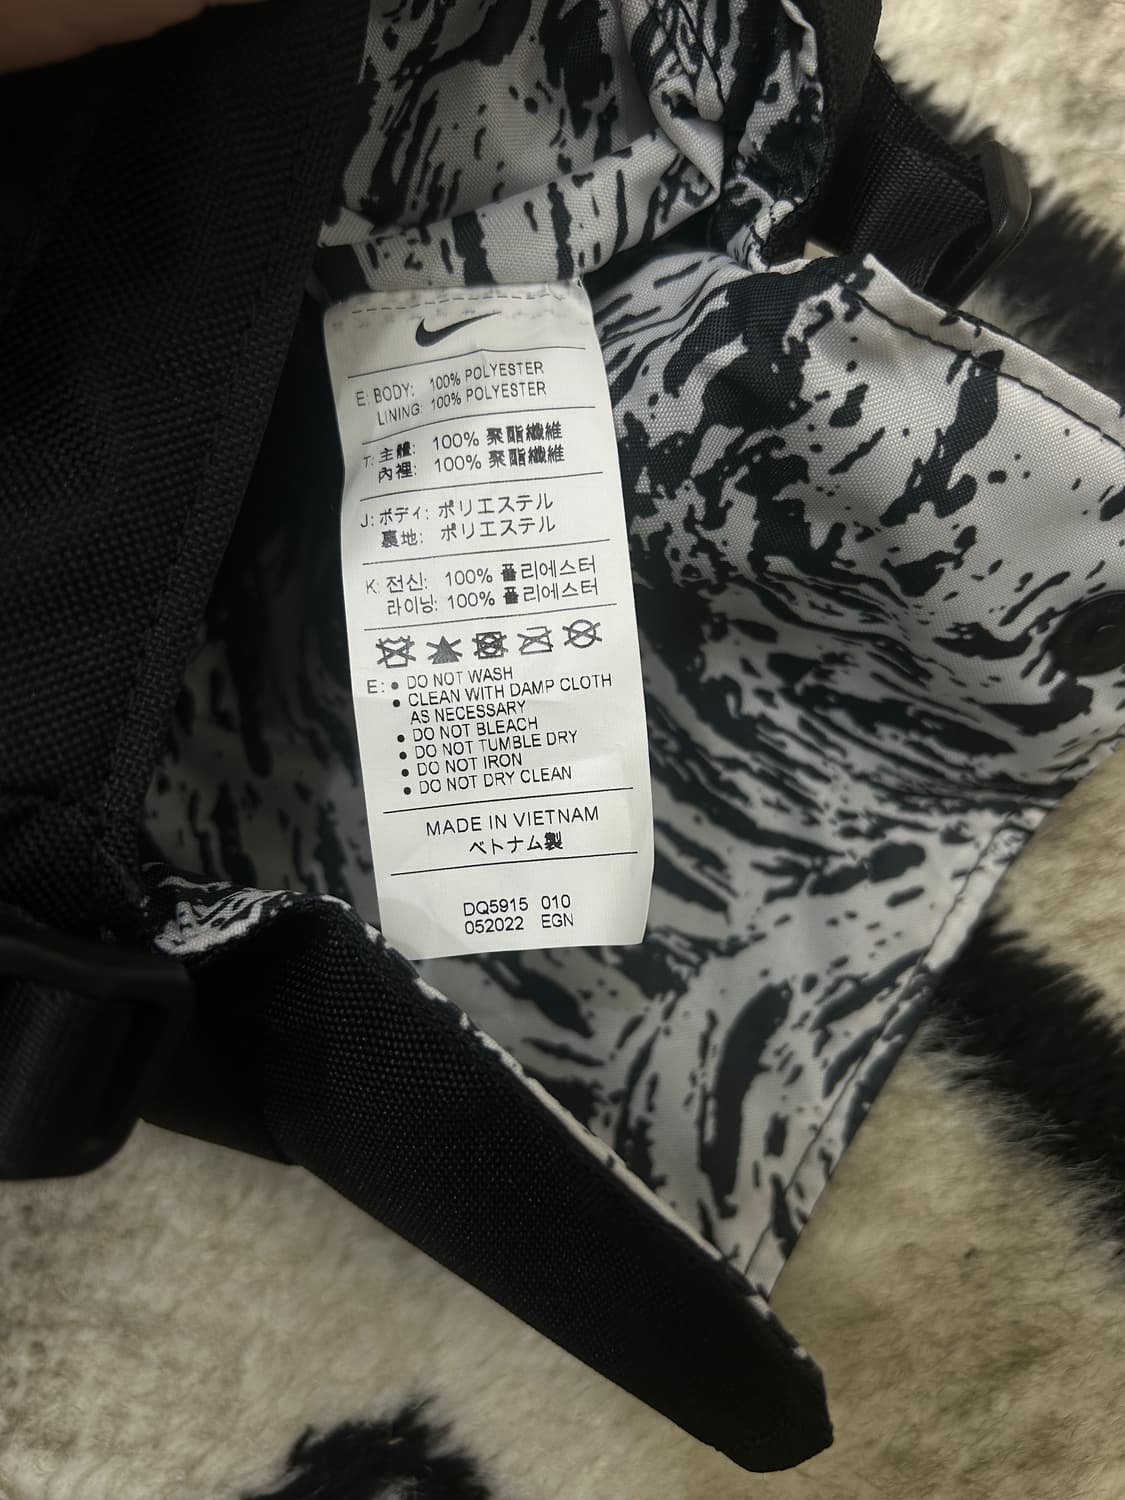 E: BODY: 100% POLYESTER
LINING: 100% POLYESTER
T: 主體: 100% 聚酯纖維
內裡: 100% 聚酯纖維
J: ボディ: ポリエステル
裏地: ポリエステル
K: 전신: 100% 폴리에스터
라이닝: 100% 폴리에스터
E: • DO NOT WASH
• CLEAN WITH DAMP CLOTH
AS NECESSARY
• DO NOT BLEACH
• DO NOT TUMBLE DRY
• DO NOT IRON
• DO NOT DRY CLEAN
MADE IN VIETNAM
ベトナム製
DQ5915 010
052022 EGN